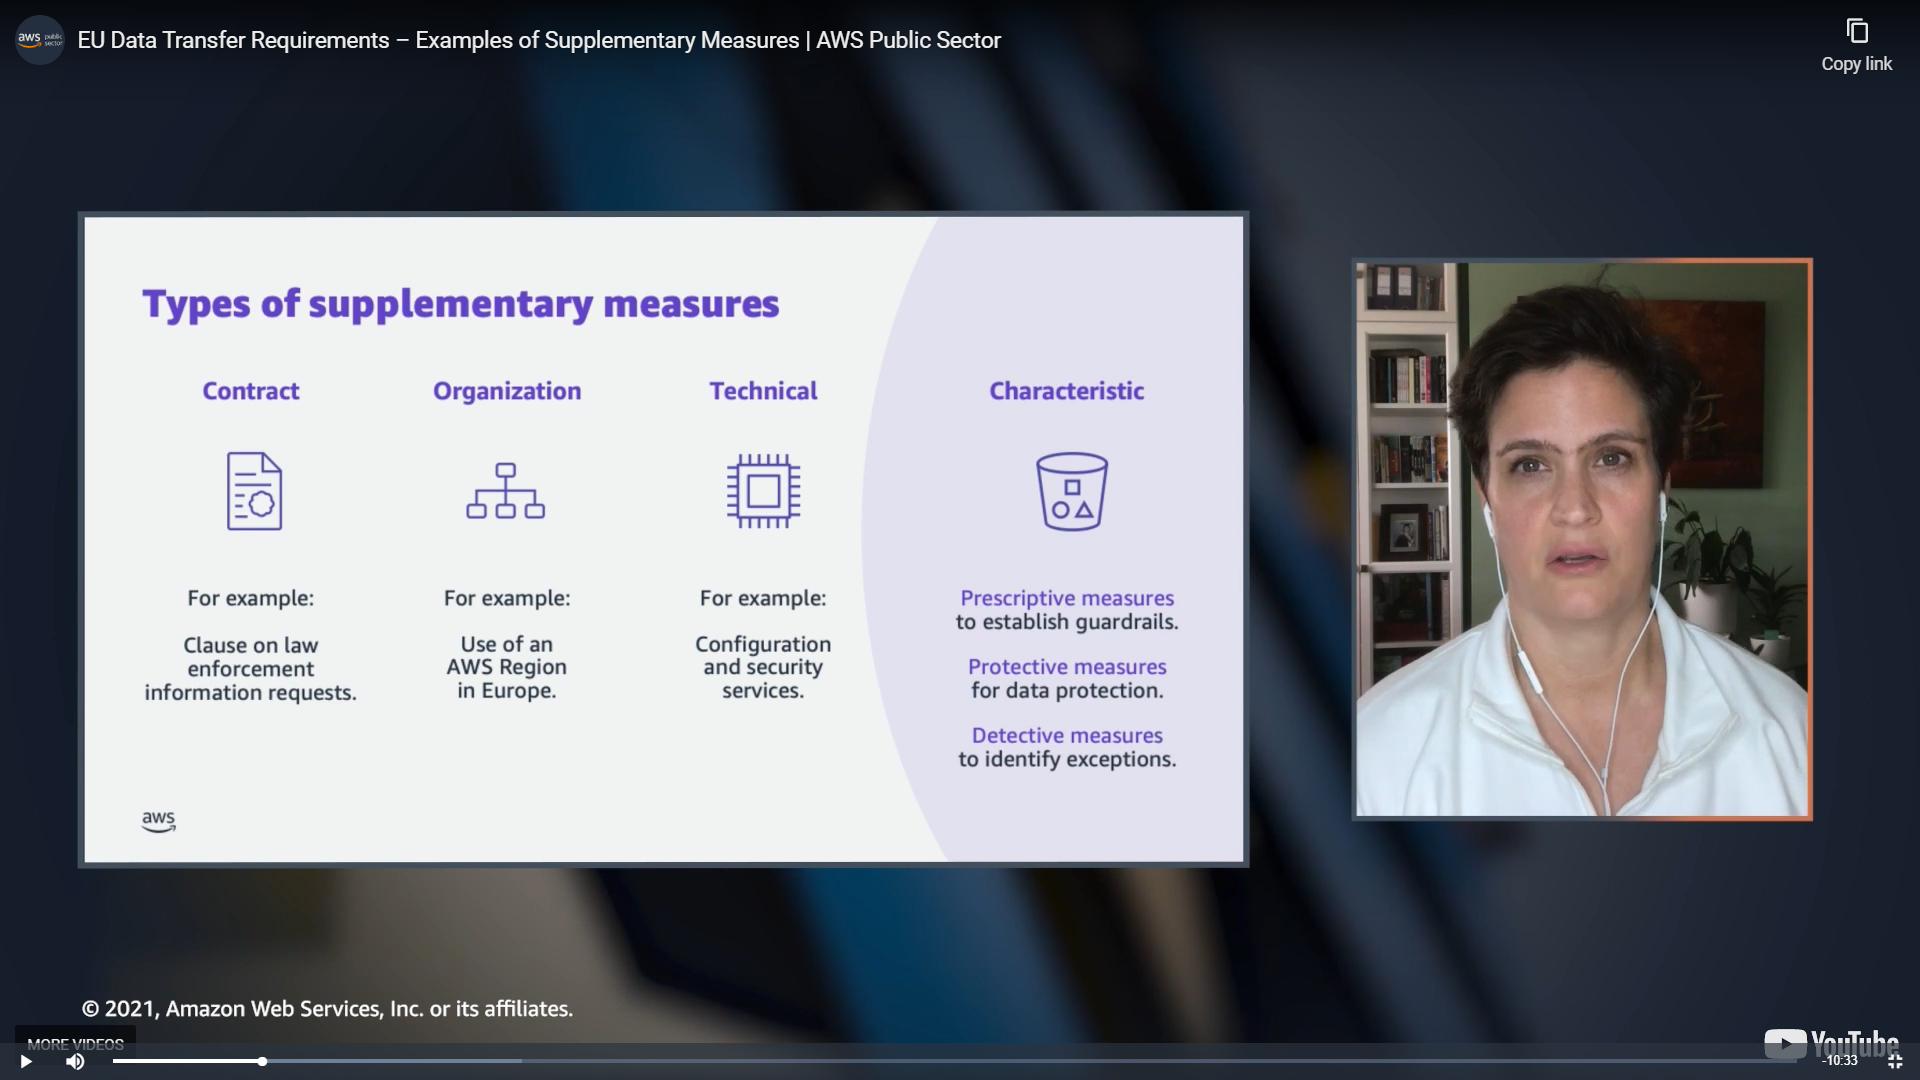 aws public sector
EU Data Transfer Requirements – Examples of Supplementary Measures | AWS Public Sector
Copy link
Types of supplementary measures
Contract
For example:
Clause on law
enforcement
information requests.
Organization
For example:
Use of an
AWS Region
in Europe.
Technical
For example:
Configuration
and security
services.
Characteristic
Prescriptive measures
to establish guardrails.
Protective measures
for data protection.
Detective measures
to identify exceptions.
aws
© 2021, Amazon Web Services, Inc. or its affiliates.
MORE VIDEOS
YouTube
-10:33